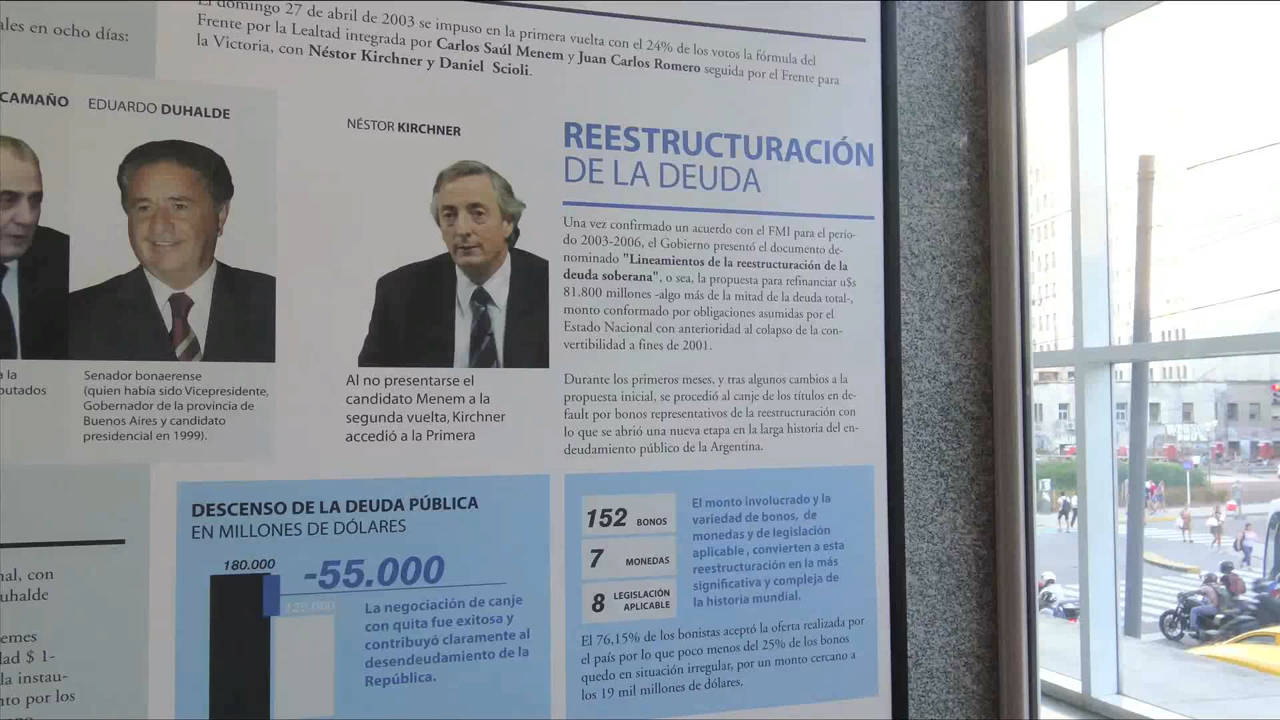 ales en ocho días:
El domingo 27 de abril de 2003 se impuso en la primera vuelta con el 24% de los votos la fórmula del
Frente por la Lealtad integrada por Carlos Saúl Menem y Juan Carlos Romero seguida por el Frente para
la Victoria, con Néstor Kirchner y Daniel Scioli.
CAMAÑO
EDUARDO DUHALDE
Senador bonaerense
(quien había sido Vicepresidente,
Gobernador de la provincia de
Buenos Aires y candidato
presidencial en 1999).
a la
putados
NÉSTOR KIRCHNER
Al no presentarse el
candidato Menem a la
segunda vuelta, Kirchner
accedió a la Primera
REESTRUCTURACIÓN
DE LA DEUDA
Una vez confirmado un acuerdo con el FMI para el perío-
do 2003-2006, el Gobierno presentó el documento de-
nominado "Lineamientos de la reestructuración de la
deuda soberana", o sea, la propuesta para refinanciar u$s
81.800 millones -algo más de la mitad de la deuda total-,
monto conformado por obligaciones asumidas por el
Estado Nacional con anterioridad al colapso de la con-
vertibilidad a fines de 2001.
Durante los primeros meses, y tras algunos cambios a la
propuesta inicial, se procedió al canje de los títulos en de-
fault por bonos representativos de la reestructuración con
lo que se abrió una nueva etapa en la larga historia del en-
deudamiento público de la Argentina.
nal, con
uhalde
emes
dad $ 1-
la instau-
nto por los
DESCENSO DE LA DEUDA PÚBLICA
EN MILLONES DE DÓLARES
180.000
-55.000
125.000
La negociación de canje
con quita fue exitosa y
contribuyó claramente al
desendeudamiento de la
República.
152 BONOS
7 MONEDAS
8 LEGISLACIÓN
APLICABLE
El monto involucrado y la
variedad de bonos, de
monedas y de legislación
aplicable , convierten a esta
reestructuración en la más
significativa y compleja de
la historia mundial.
El 76,15% de los bonistas aceptó la oferta realizada por
el país por lo que poco menos del 25% de los bonos
quedo en situación irregular, por un monto cercano a
los 19 mil millones de dólares.